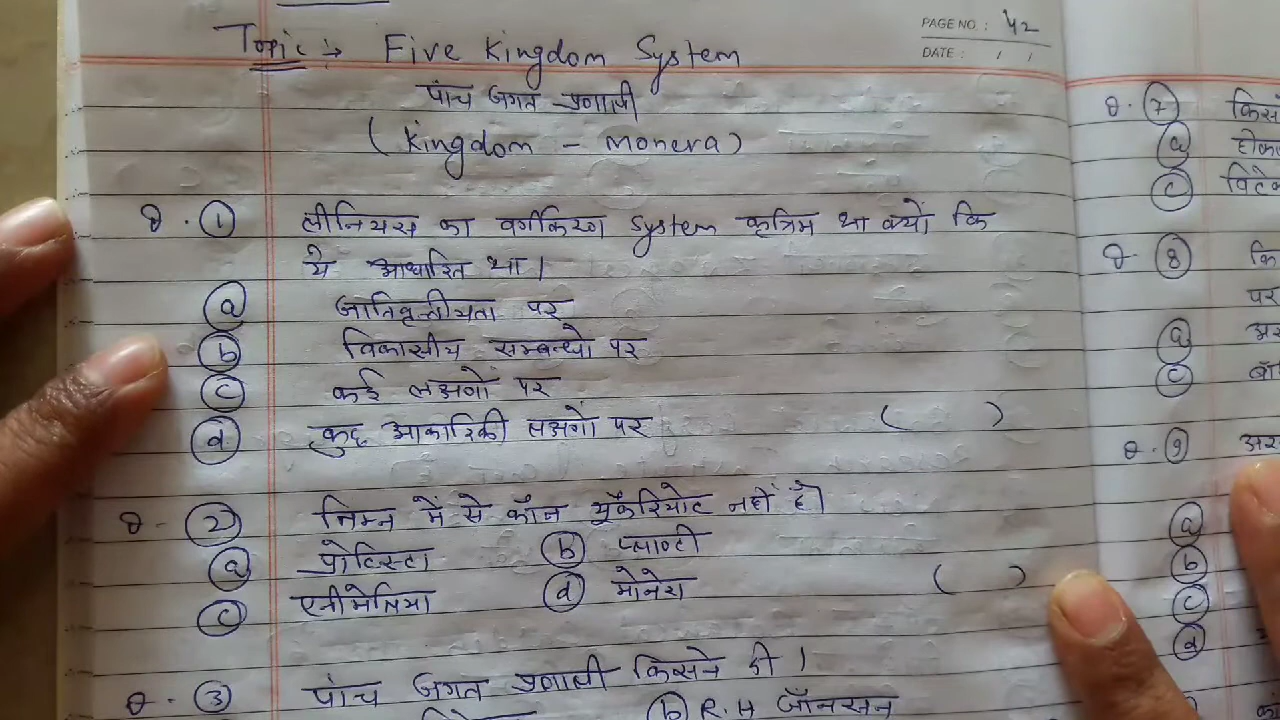 Topic :→ Five Kingdom System
PAGE NO : 42
DATE : / /
पांच जगत प्रणाली
(Kingdom - monera)
Q. 1 लीनियस का वर्गीकरण system कृत्रिम था क्यों कि
ये आधारित था।
a जातिवृत्तीयता पर
b विकासीय सम्बन्धो पर
c कई लक्षणों पर
d कुछ आकारिकी लक्षणों पर ( )
Q- 2 निम्न में से कौन यूकैरियोट नहीं है।
a प्रोटिस्टा b प्लाण्टी
c एनीमेलिया d मोनेरा ( )
Q. 3 पांच जगत प्रणाली किसने दी।
b R.H जॉनसन
Q. 7
a
c
Q 8 कि
पर
a
c
Q. 9
a
b
c
d